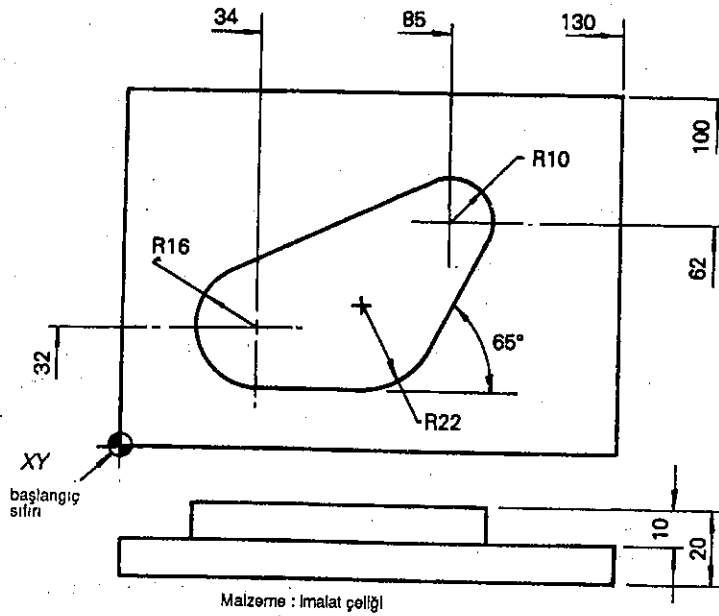 34
85
130
100
R10
R16
62
32
65°
R22
XY
başlangıç
sıfırı
10
20
Malzeme : İmalat çeliği